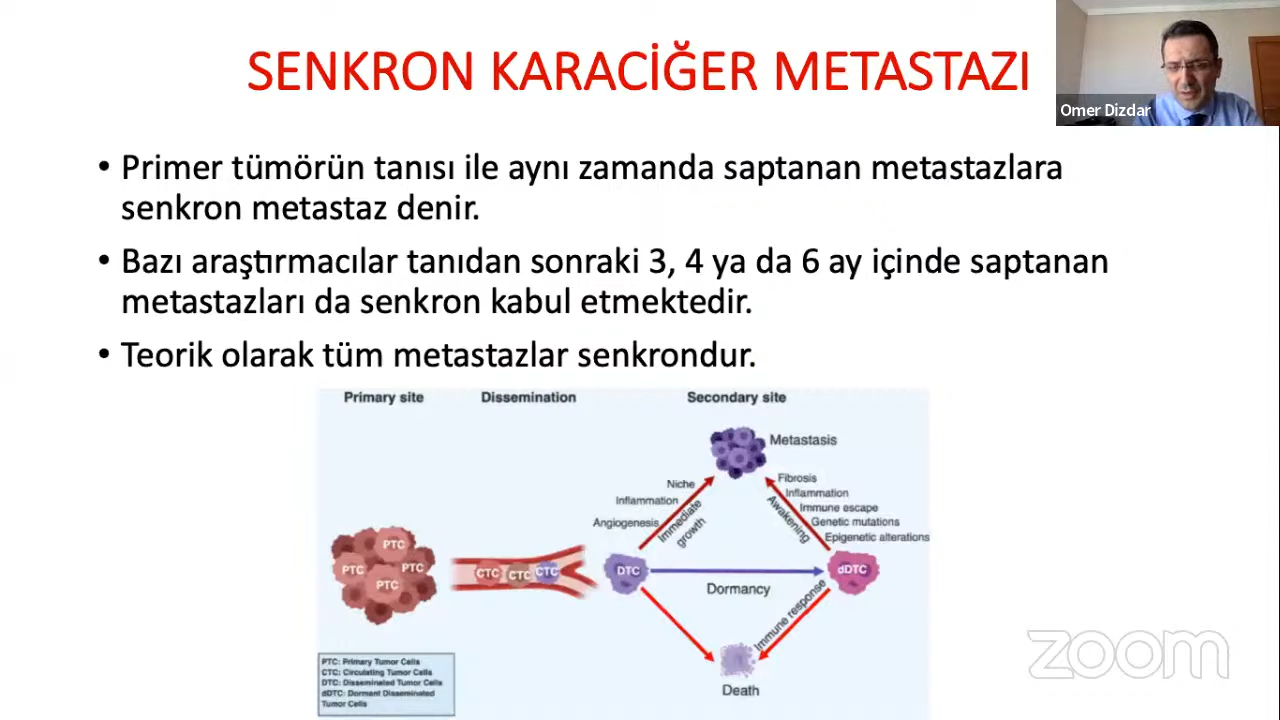 SENKRON KARACİĞER METASTAZI
Omer Dizdar
• Primer tümörün tanısı ile aynı zamanda saptanan metastazlara
senkron metastaz denir.
• Bazı araştırmacılar tanıdan sonraki 3, 4 ya da 6 ay içinde saptanan
metastazları da senkron kabul etmektedir.
• Teorik olarak tüm metastazlar senkrondur.
Primary site
Dissemination
Secondary site
Metastasis
Niche
Inflammation
Angiogenesis
Immediate
growth
Fibrosis
Inflammation
Immune escape
Genetic mutations
Epigenetic alterations
Awakening
PTC
PTC
PTC
PTC
CTC
CTC
CTC
DTC
dDTC
Dormancy
Immune response
Death
PTC: Primary Tumor Cells
CTC: Circulating Tumor Cells
DTC: Disseminated Tumor Cells
dDTC: Dormant Disseminated
Tumor Cells
zoom